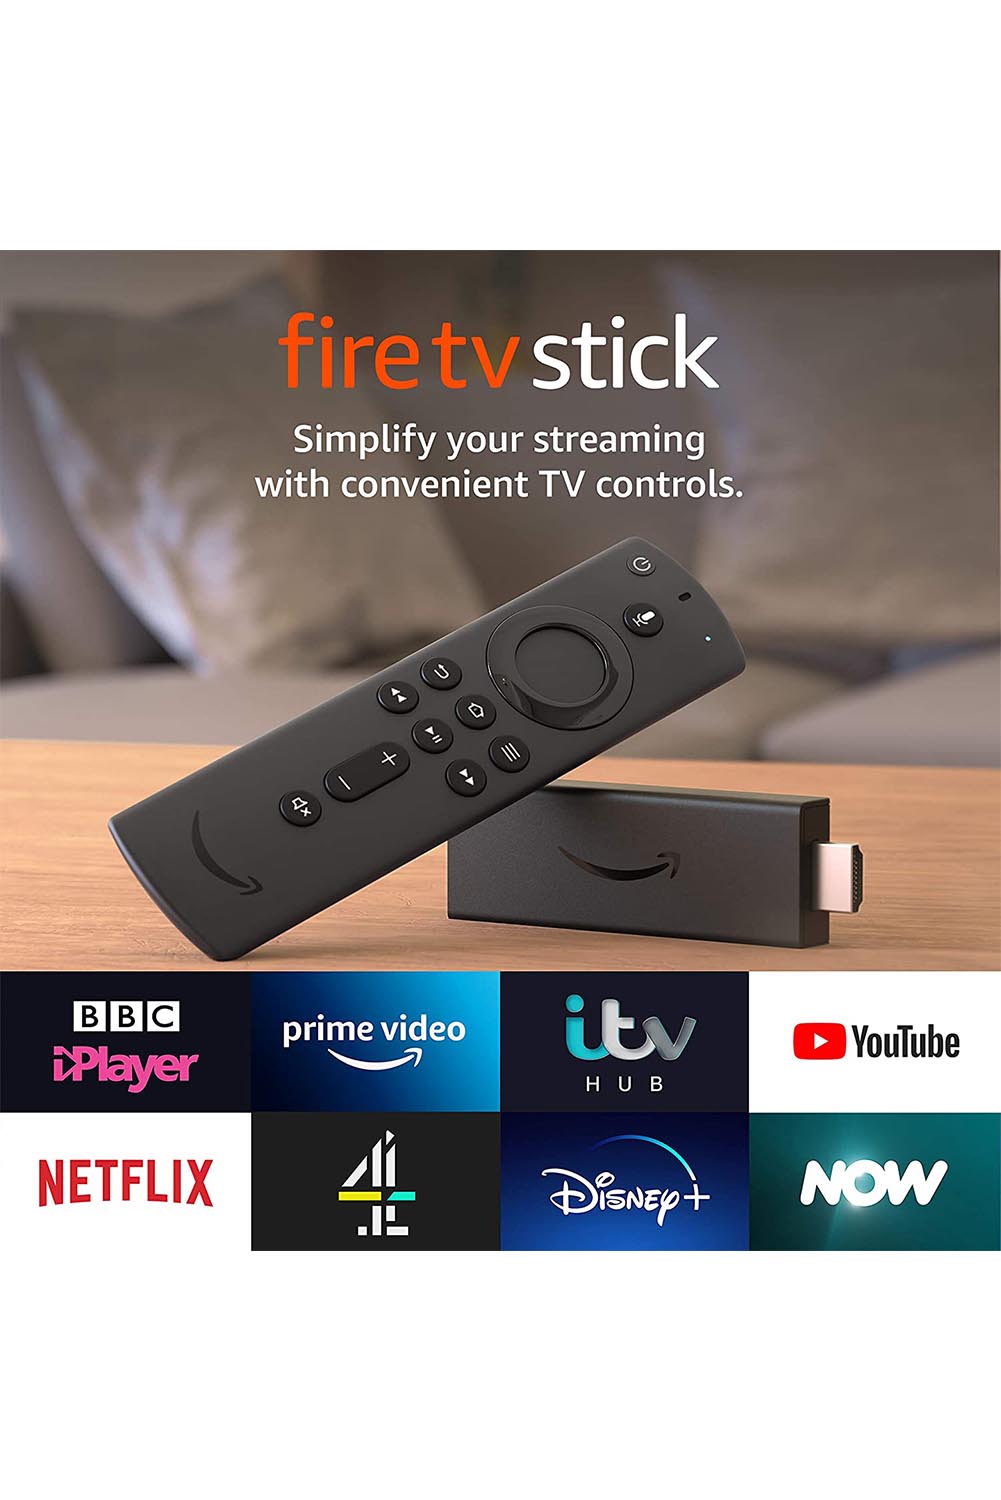 fire tv stick
Simplify your streaming
with convenient TV controls.
BBC
iPlayer
prime video
itv
HUB
YouTube
NETFLIX
4
Disney+
NOW